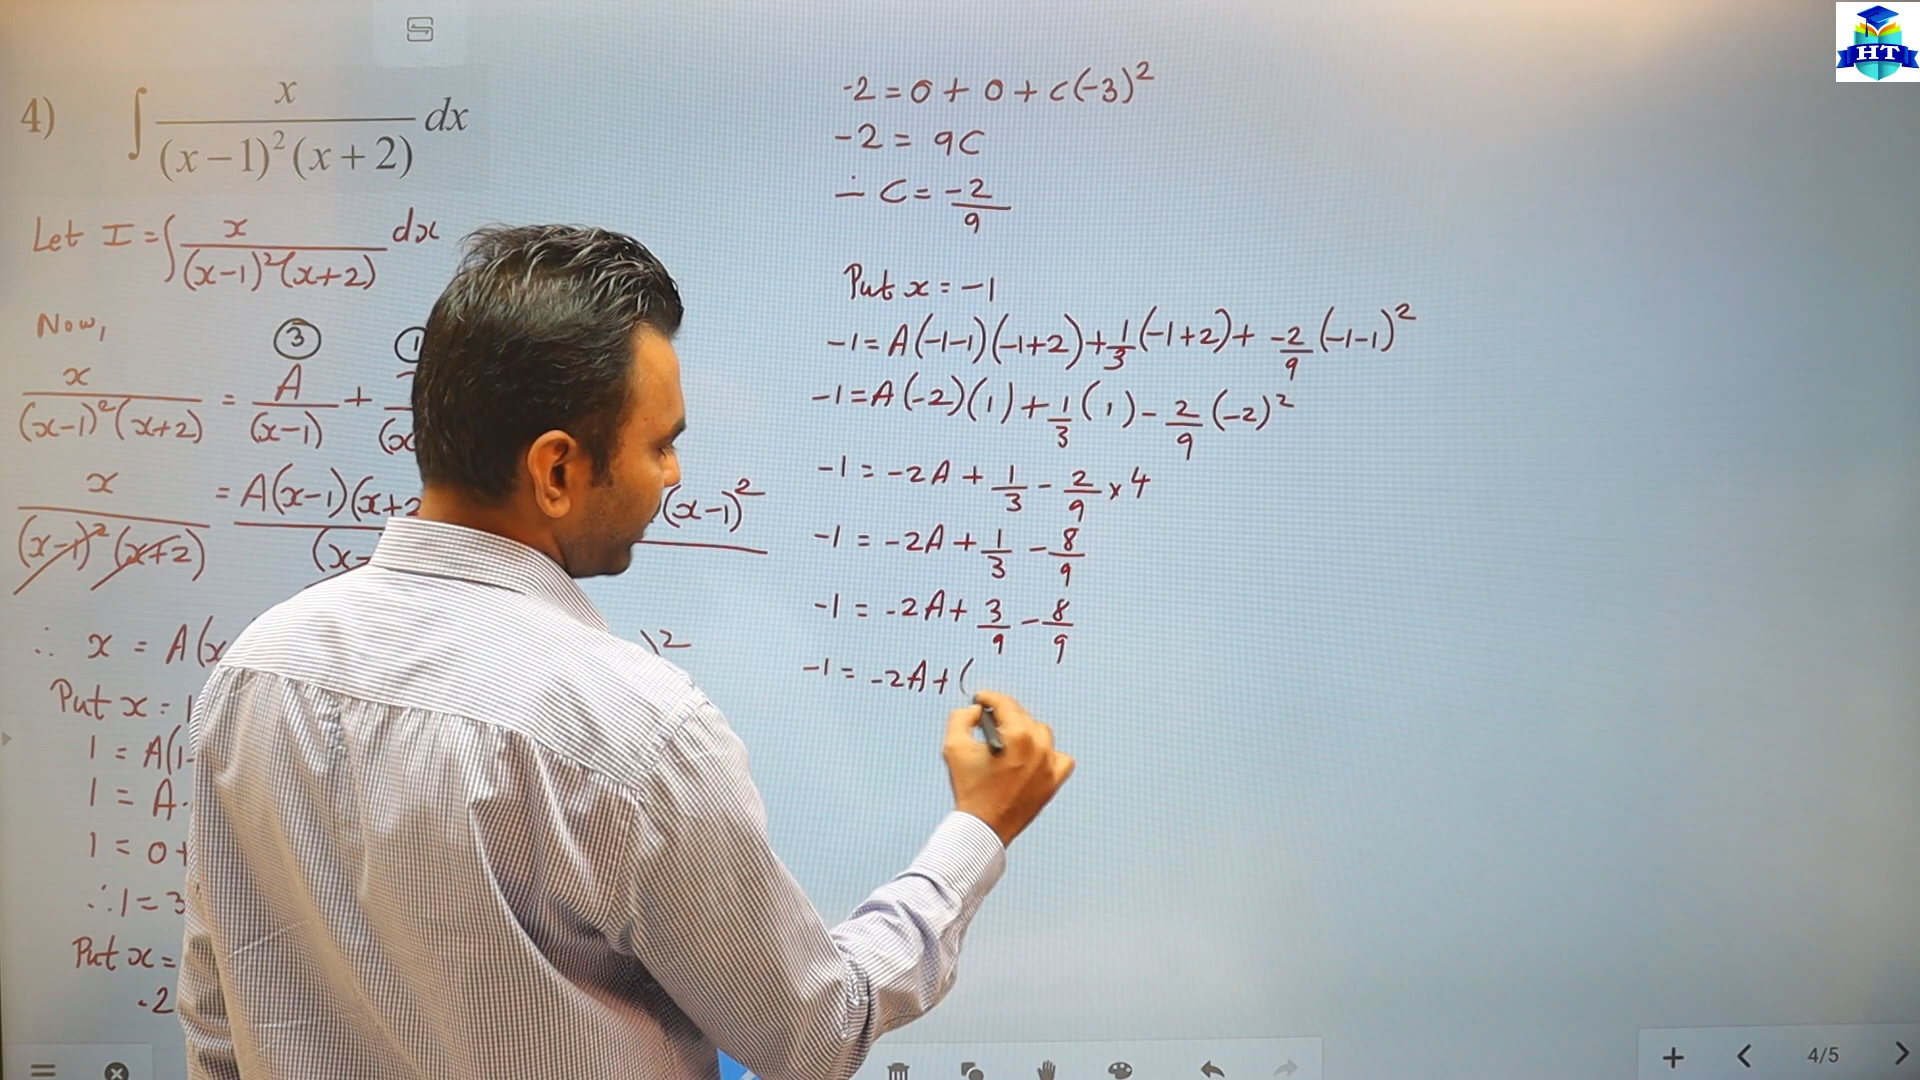 4) ∫ x / (x−1)²(x+2) dx
Let I = ∫ x / (x-1)²(x+2) dx
Now,
③ ①
x / (x-1)²(x+2) = A / (x-1) +
x / (x-1)²(x+2) = A(x-1)(x+2 (x-1)²
∴ x = A(x )2
Put x = 1
1 = A(1-
1 = A.
1 = 0+
∴ 1 = 3
Put x =
-2
-2 = 0 + 0 + C(-3)²
-2 = 9C
∴ C = -2/9
Put x = -1
-1 = A(-1-1)(-1+2) + 1/3 (-1+2) + -2/9 (-1-1)²
-1 = A(-2)(1) + 1/3 (1) - 2/9 (-2)²
-1 = -2A + 1/3 - 2/9 × 4
-1 = -2A + 1/3 - 8/9
-1 = -2A + 3/9 - 8/9
-1 = -2A + (
HT
4/5